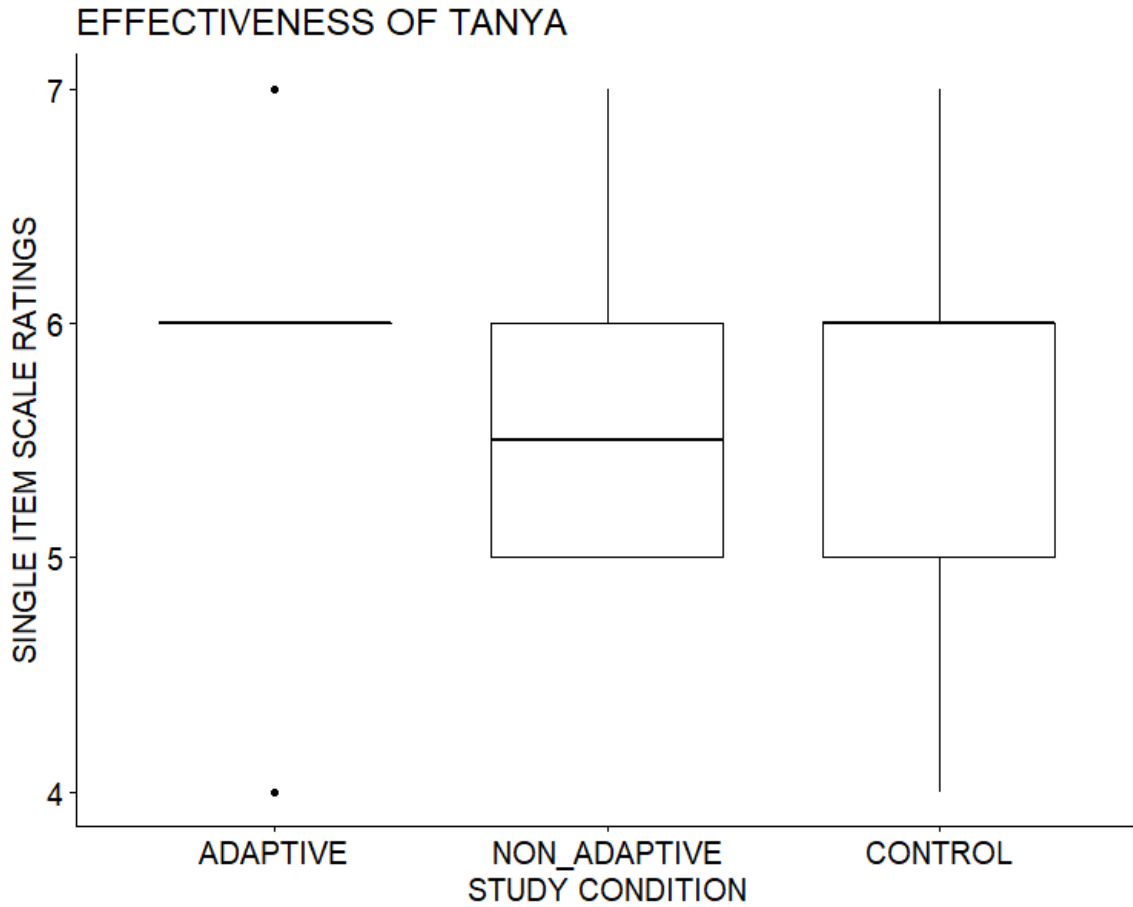 EFFECTIVENESS OF TANYA
SINGLE ITEM SCALE RATINGS
7
6
5
4
ADAPTIVE
NON_ADAPTIVE
CONTROL
STUDY CONDITION